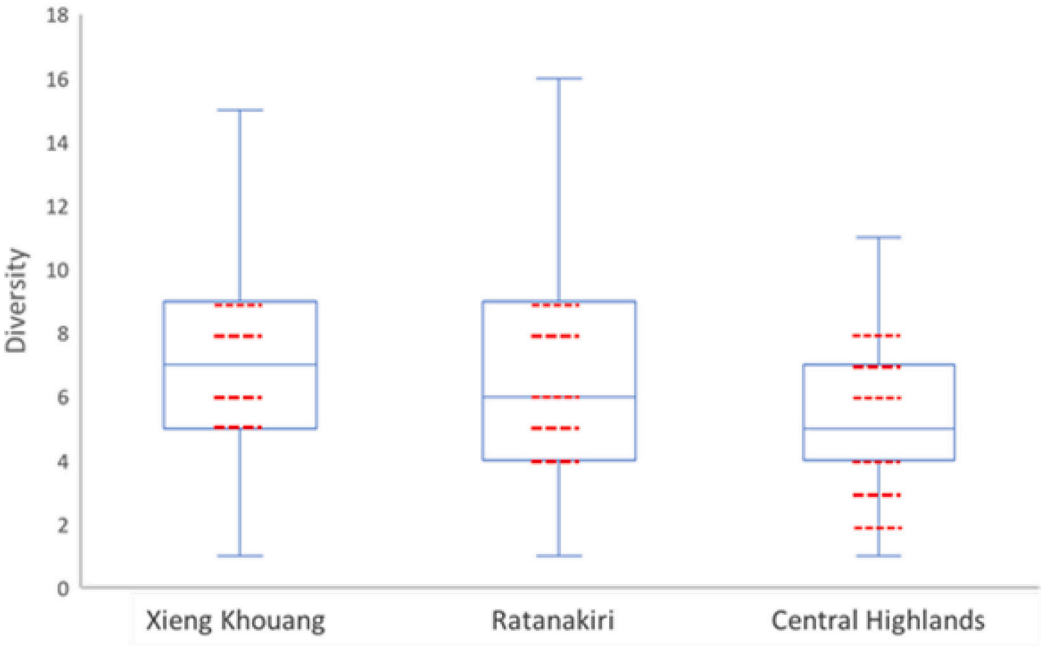 18
16
14
12
10
8
6
4
2
0
Diversity
Xieng Khouang
Ratanakiri
Central Highlands